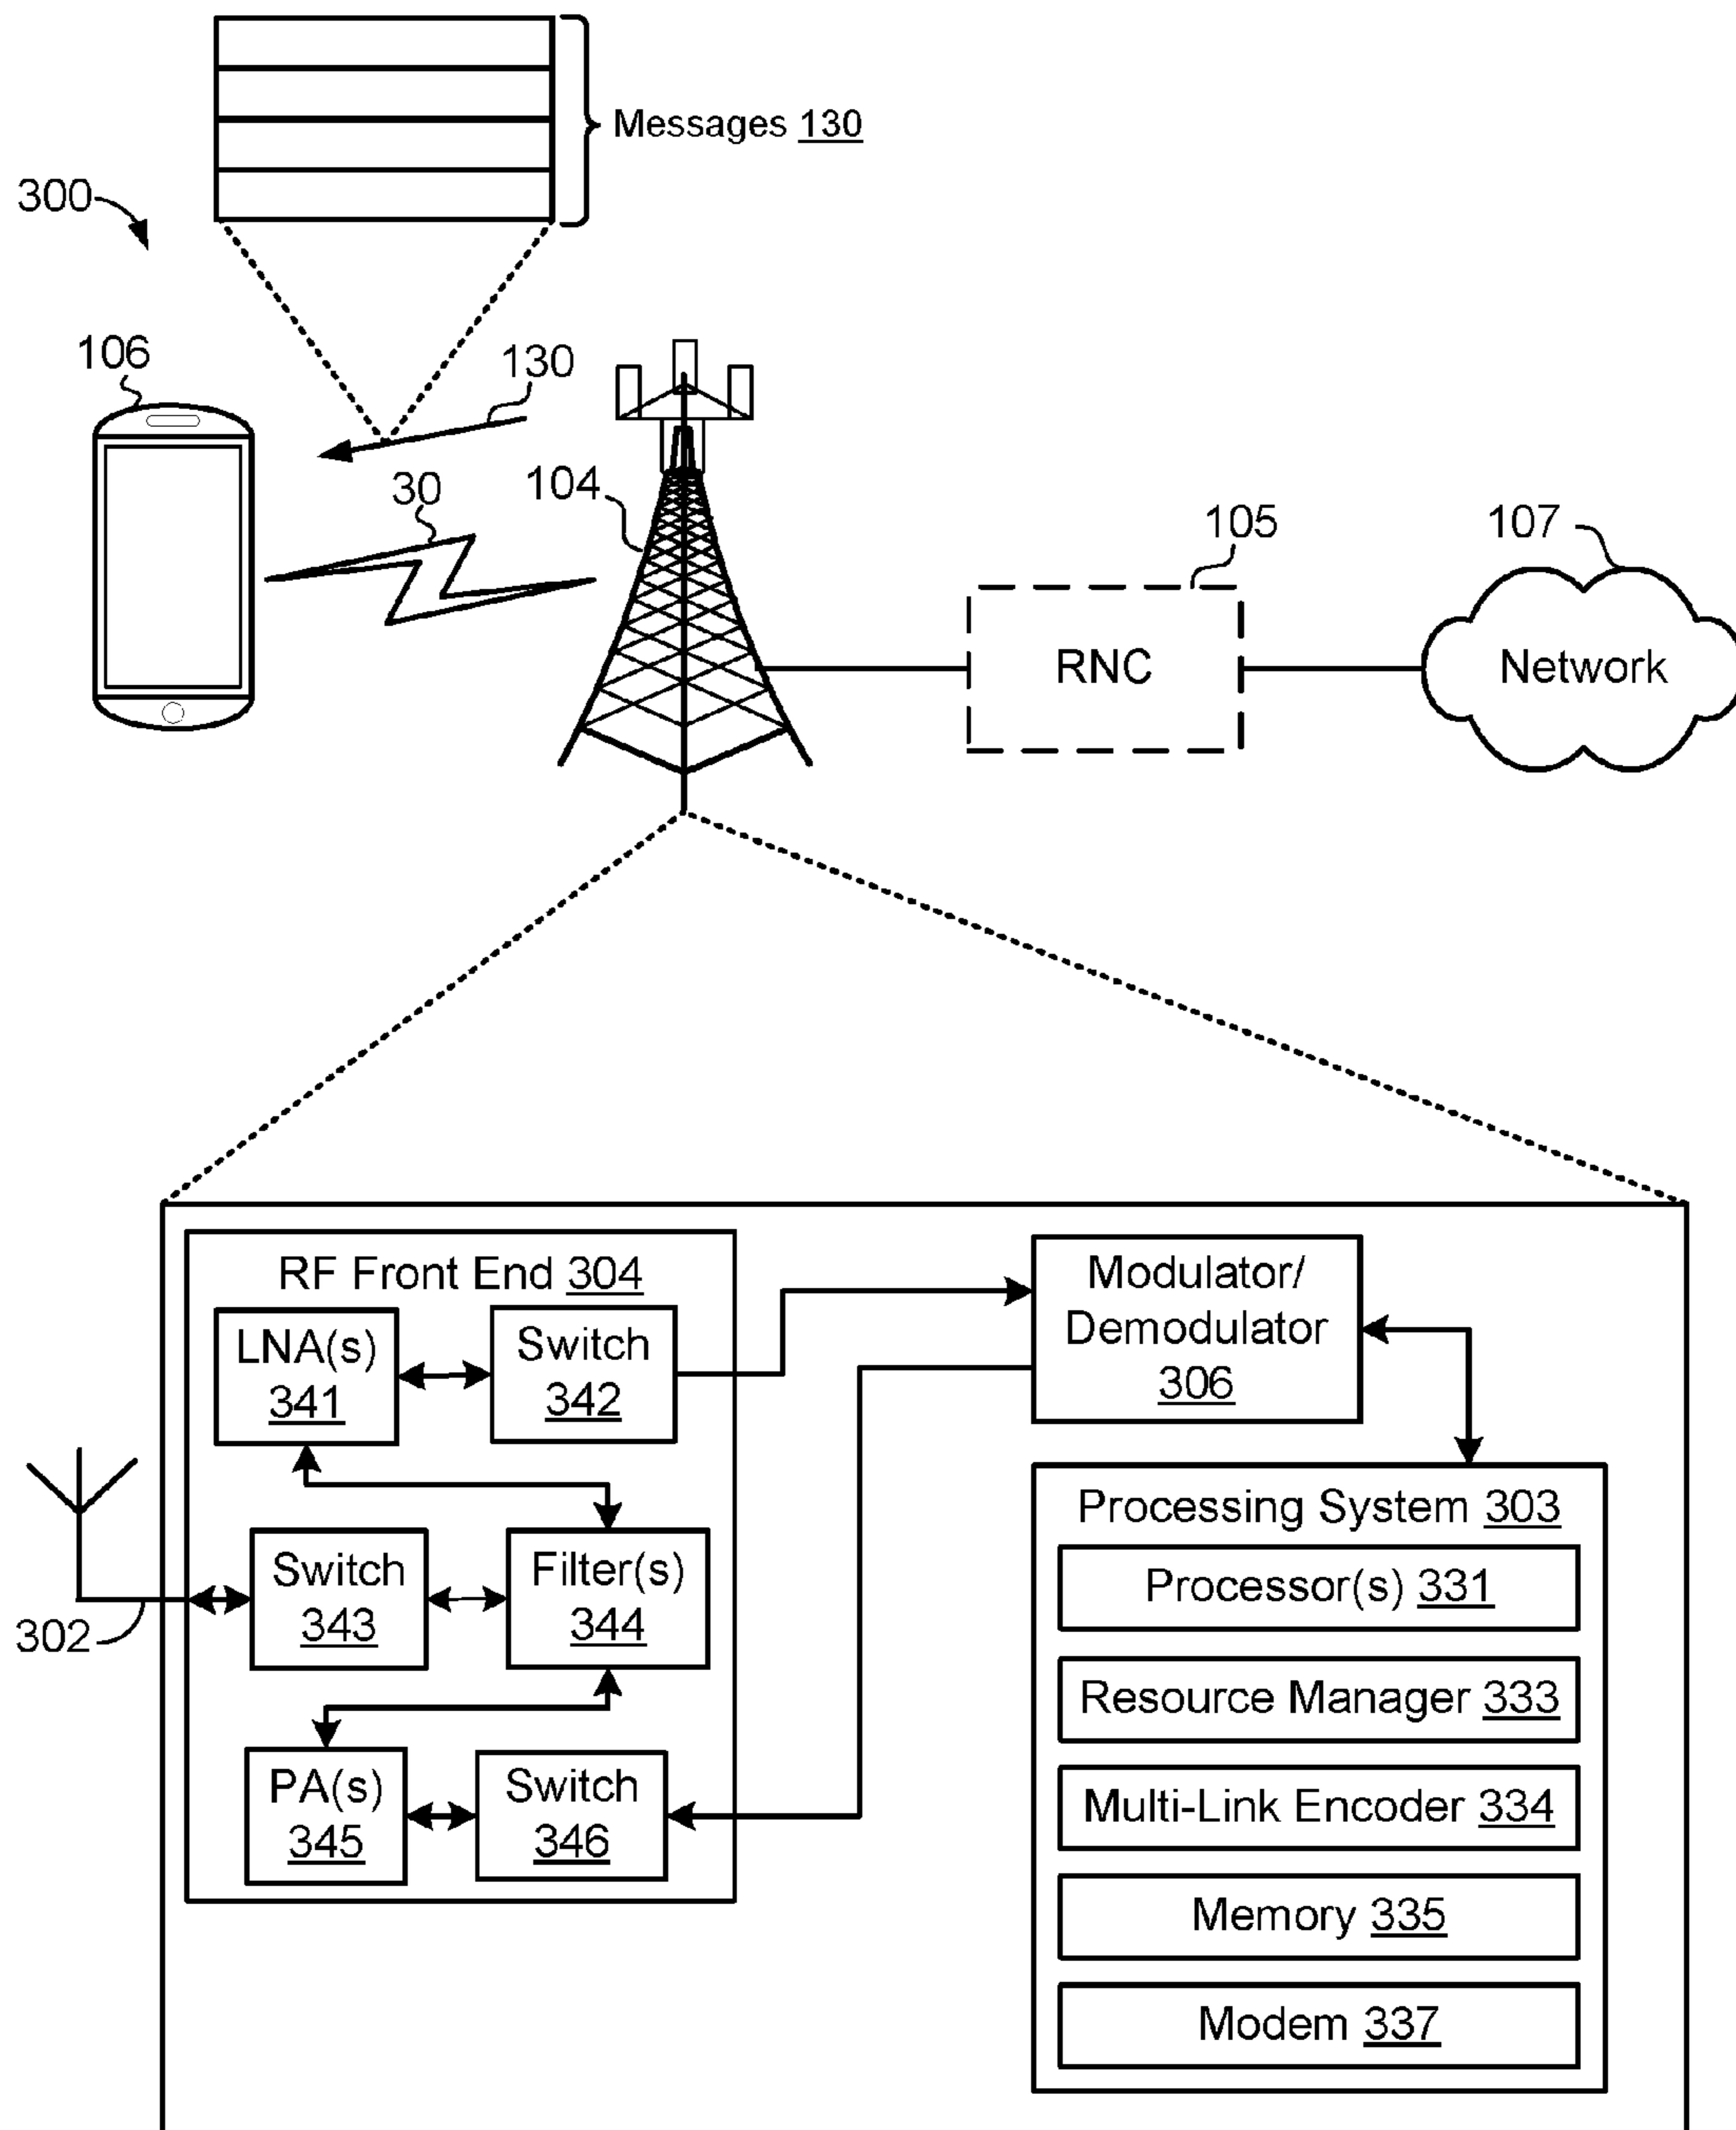 Messages 130
300
106
130
30
104
105
107
RNC
Network
RF Front End 304
LNA(s)
341
Switch
342
Modulator/
Demodulator
306
Switch
343
Filter(s)
344
302
PA(s)
345
Switch
346
Processing System 303
Processor(s) 331
Resource Manager 333
Multi-Link Encoder 334
Memory 335
Modem 337